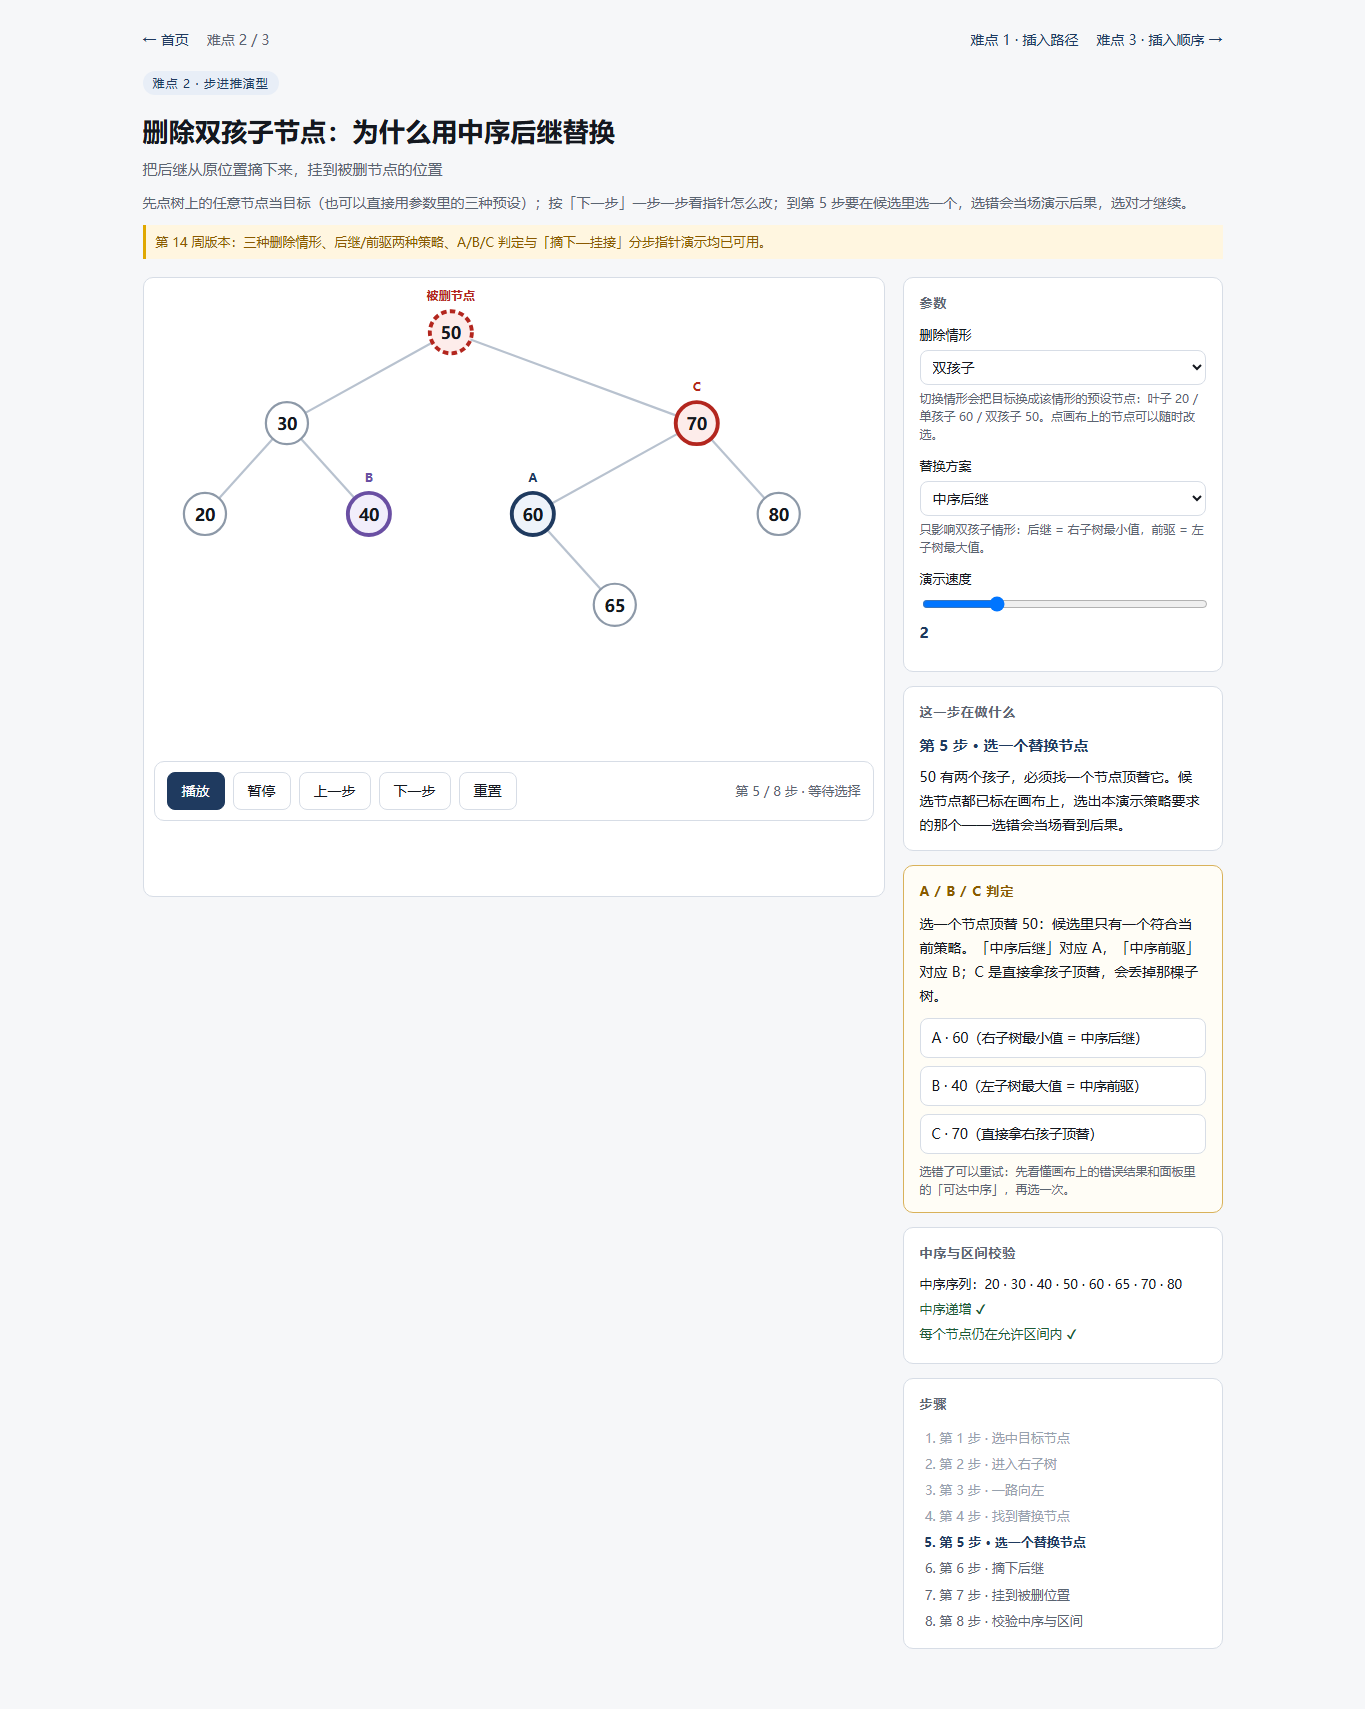 ← 首页 难点 2 / 3 难点 1 · 插入路径 难点 3 · 插入顺序 →
难点 2 · 步进推演型
删除双孩子节点：为什么用中序后继替换
把后继从原位置摘下来，挂到被删节点的位置
先点树上的任意节点当目标（也可以直接用参数里的三种预设）；按「下一步」一步一步看指针怎么改；到第 5 步要在候选里选一个，选错会当场演示后果，选对才继续。
第 14 周版本：三种删除情形、后继/前驱两种策略、A/B/C 判定与「摘下—挂接」分步指针演示均已可用。
被删节点
50
C
30
70
B
A
20
40
60
80
65
播放 暂停 上一步 下一步 重置 第 5 / 8 步 · 等待选择
参数
删除情形
双孩子
切换情形会把目标换成该情形的预设节点：叶子 20 /
单孩子 60 / 双孩子 50。点画布上的节点可以随时改
选。
替换方案
中序后继
只影响双孩子情形：后继 = 右子树最小值，前驱 = 左
子树最大值。
演示速度
2
这一步在做什么
第 5 步 • 选一个替换节点
50 有两个孩子，必须找一个节点顶替它。候
选节点都已标在画布上，选出本演示策略要求
的那个——选错会当场看到后果。
A / B / C 判定
选一个节点顶替 50：候选里只有一个符合当
前策略。「中序后继」对应 A，「中序前驱」
对应 B；C 是直接拿孩子顶替，会丢掉那棵子
树。
A · 60（右子树最小值 = 中序后继）
B · 40（左子树最大值 = 中序前驱）
C · 70（直接拿右孩子顶替）
选错了可以重试：先看懂画布上的错误结果和面板里
的「可达中序」，再选一次。
中序与区间校验
中序序列：20 · 30 · 40 · 50 · 60 · 65 · 70 · 80
中序递增 ✓
每个节点仍在允许区间内 ✓
步骤
1. 第 1 步 · 选中目标节点
2. 第 2 步 · 进入右子树
3. 第 3 步 · 一路向左
4. 第 4 步 · 找到替换节点
5. 第 5 步 • 选一个替换节点
6. 第 6 步 · 摘下后继
7. 第 7 步 · 挂到被删位置
8. 第 8 步 · 校验中序与区间